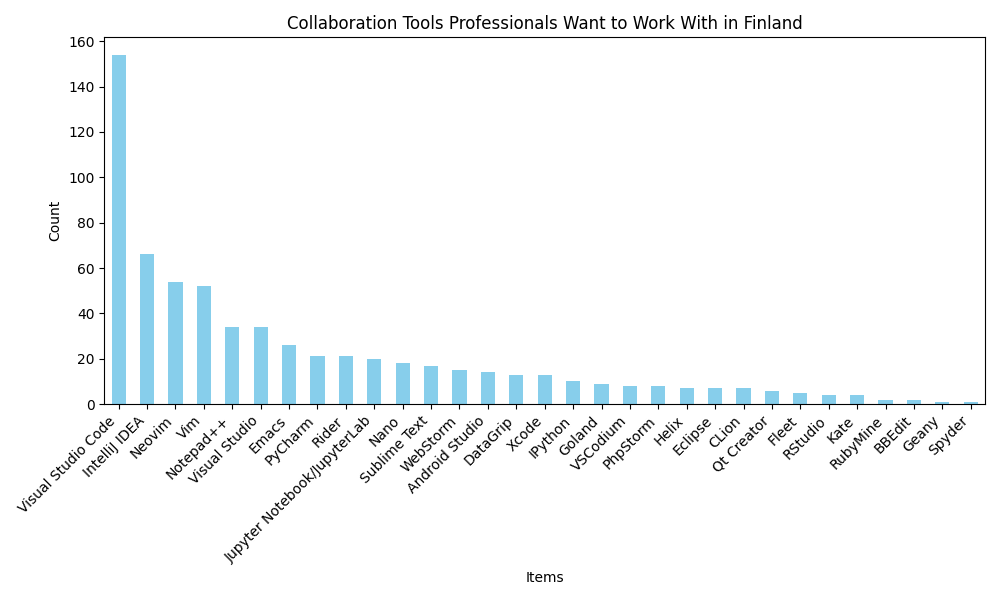 Collaboration Tools Professionals Want to Work With in Finland
Count
160
140
120
100
80
60
40
20
0
Visual Studio Code
IntelliJ IDEA
Neovim
Vim
Notepad++
Visual Studio
Emacs
PyCharm
Rider
Jupyter Notebook/JupyterLab
Nano
Sublime Text
WebStorm
Android Studio
DataGrip
Xcode
IPython
Goland
VSCodium
PhpStorm
Helix
Eclipse
CLion
Qt Creator
Fleet
RStudio
Kate
RubyMine
BBEdit
Geany
Spyder
Items